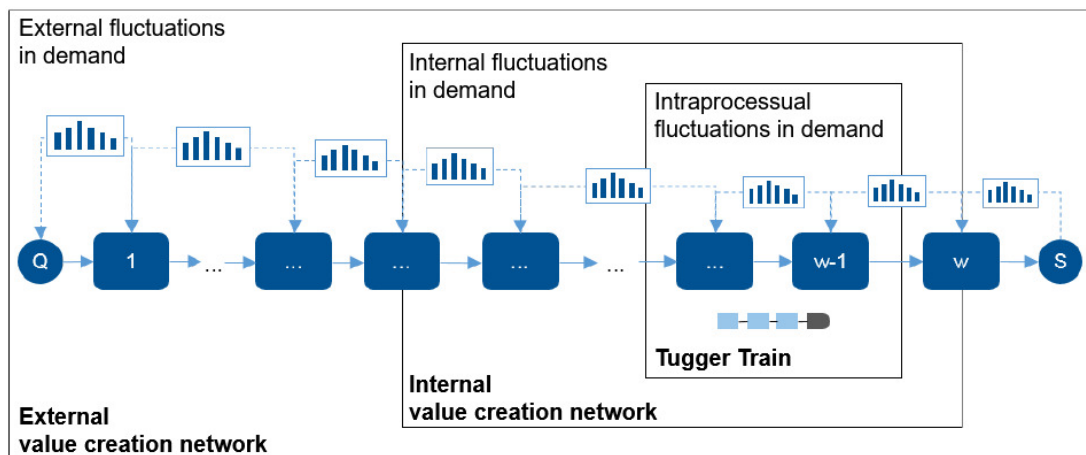 External fluctuations
in demand
Internal fluctuations
in demand
Intraprocessual
fluctuations in demand
Q 1 ... ... ... ... ... ... w-1 w S
Tugger Train
Internal
value creation network
External
value creation network